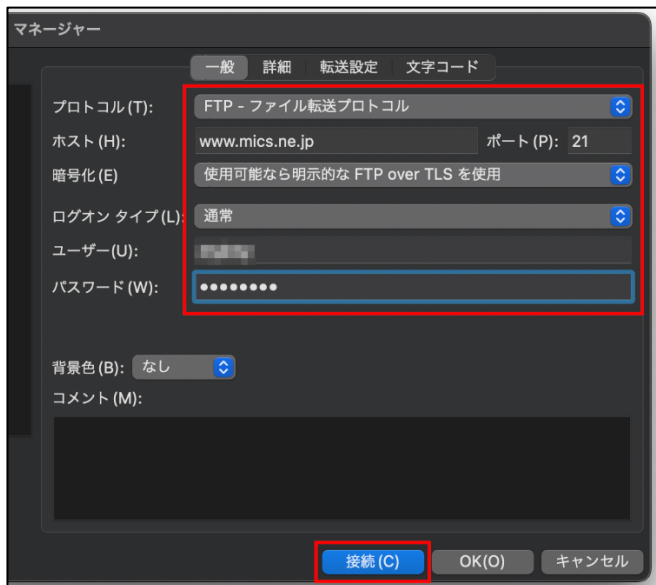 マネージャー
一般 詳細 転送設定 文字コード
プロトコル(T): FTP - ファイル転送プロトコル
ホスト(H): www.mics.ne.jp ポート(P): 21
暗号化(E) 使用可能なら明示的な FTP over TLS を使用
ログオン タイプ(L): 通常
ユーザー(U):
パスワード(W): ●●●●●●●●
背景色(B): なし
コメント(M):
接続(C) OK(O) キャンセル